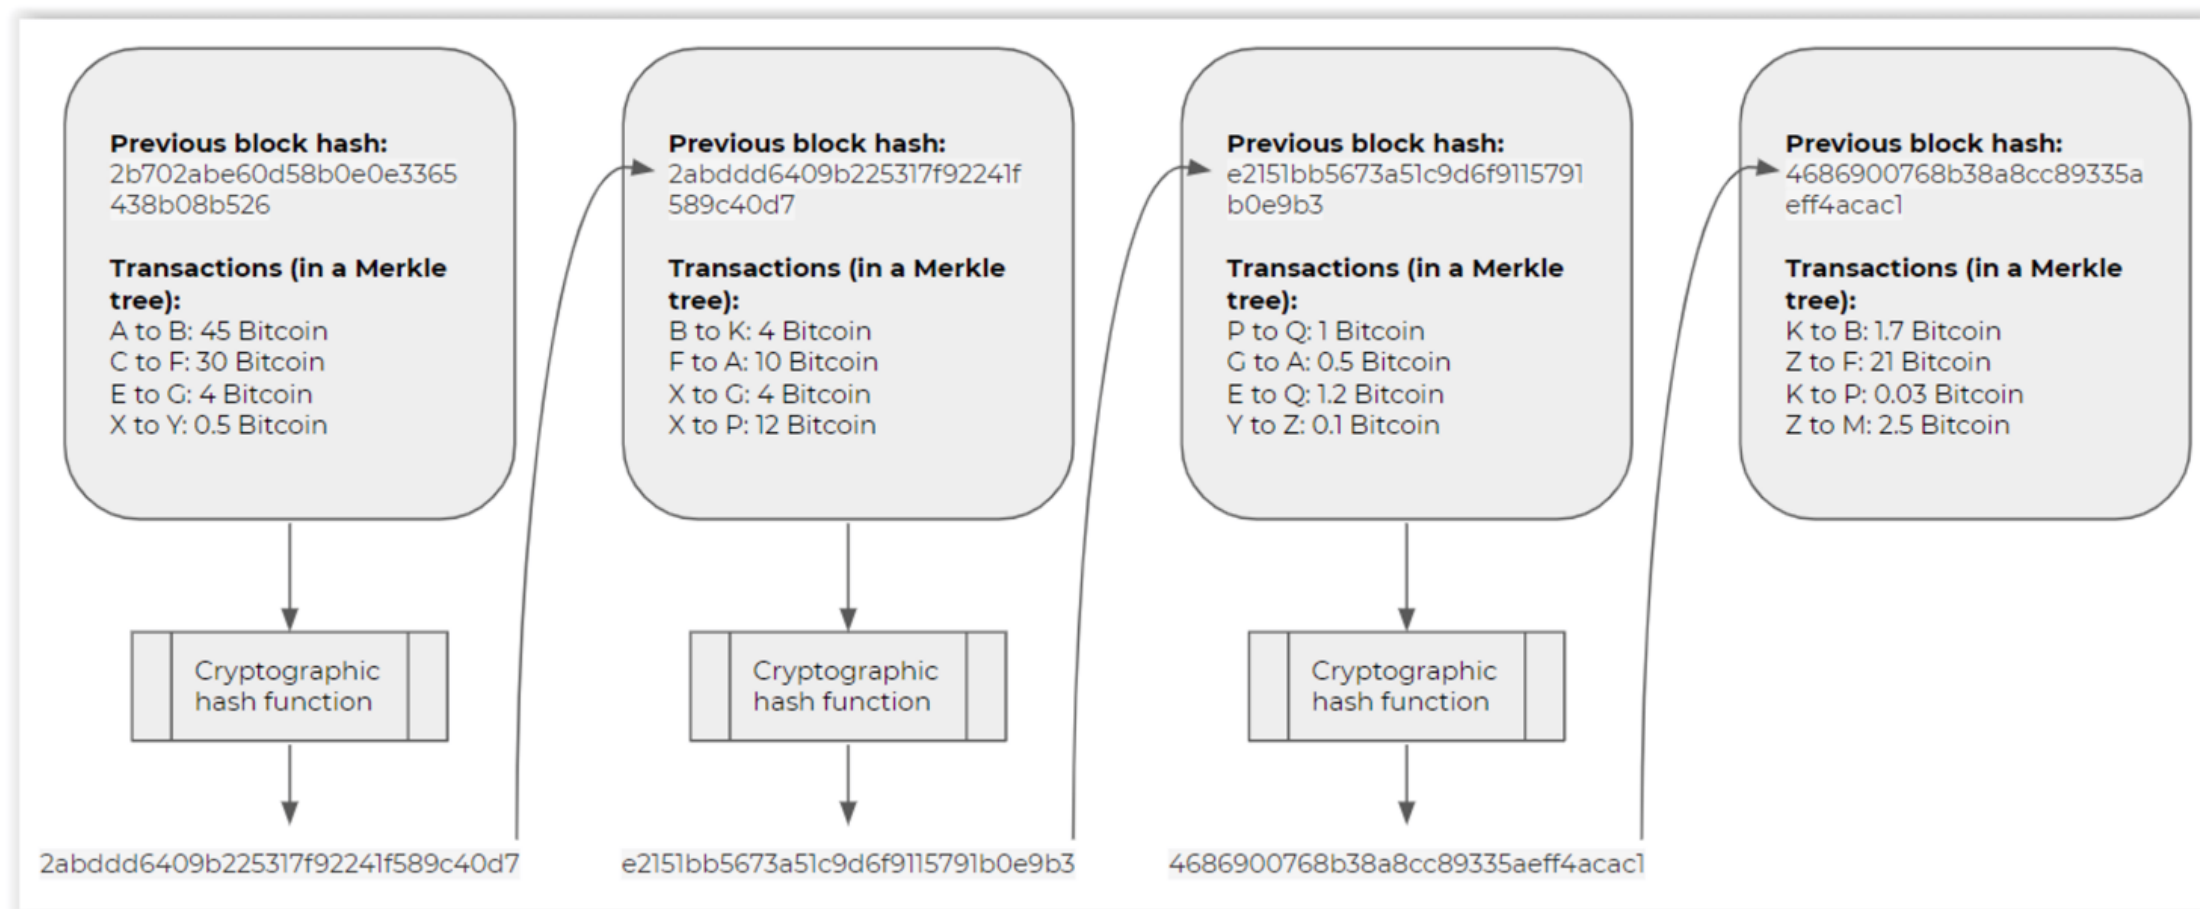 Previous block hash:
2b702abe60d58b0e0e3365
438b08b526
Transactions (in a Merkle
tree):
A to B: 45 Bitcoin
C to F: 30 Bitcoin
E to G: 4 Bitcoin
X to Y: 0.5 Bitcoin
Cryptographic
hash function
2abddd6409b225317f92241f589c40d7
Previous block hash:
2abddd6409b225317f92241f
589c40d7
Transactions (in a Merkle
tree):
B to K: 4 Bitcoin
F to A: 10 Bitcoin
X to G: 4 Bitcoin
X to P: 12 Bitcoin
Cryptographic
hash function
e2151bb5673a51c9d6f9115791b0e9b3
Previous block hash:
e2151bb5673a51c9d6f9115791
b0e9b3
Transactions (in a Merkle
tree):
P to Q: 1 Bitcoin
G to A: 0.5 Bitcoin
E to Q: 1.2 Bitcoin
Y to Z: 0.1 Bitcoin
Cryptographic
hash function
4686900768b38a8cc89335aeff4acac1
Previous block hash:
4686900768b38a8cc89335a
eff4acac1
Transactions (in a Merkle
tree):
K to B: 1.7 Bitcoin
Z to F: 21 Bitcoin
K to P: 0.03 Bitcoin
Z to M: 2.5 Bitcoin